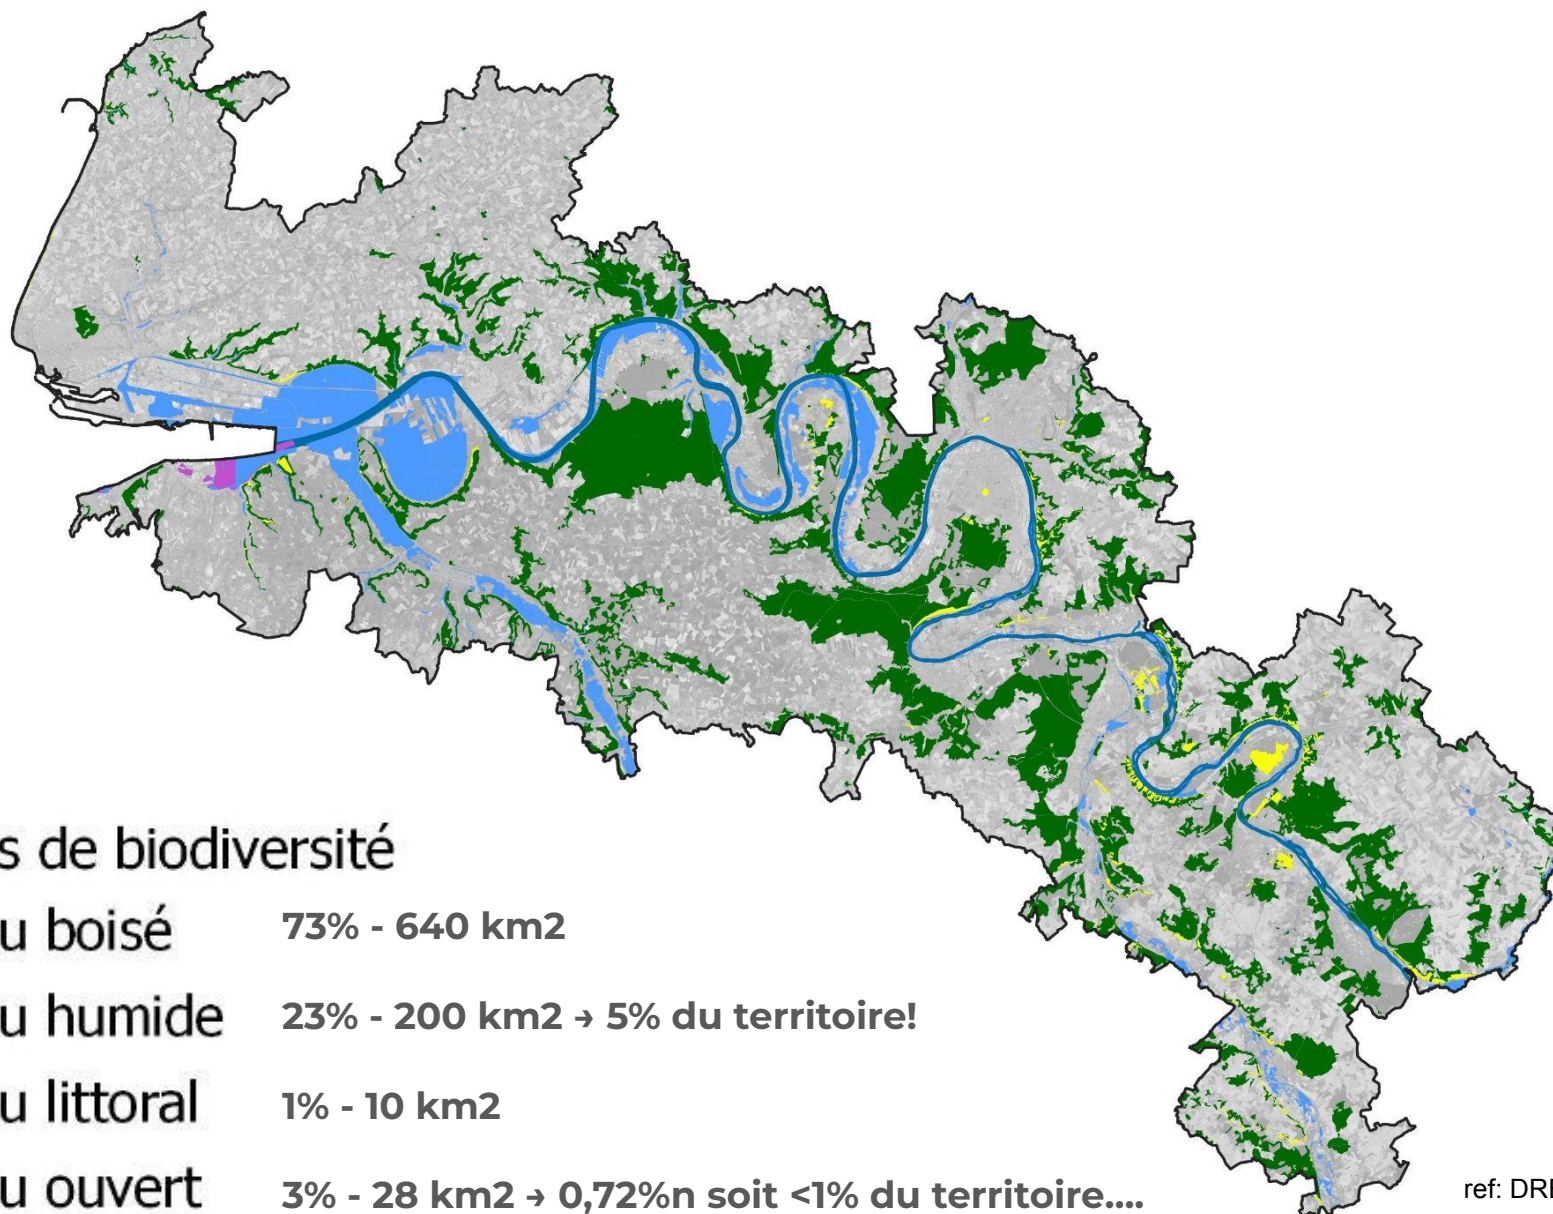 s de biodiversité
u boisé 73% - 640 km2
u humide 23% - 200 km2 → 5% du territoire!
u littoral 1% - 10 km2
u ouvert 3% - 28 km2 → 0,72%n soit <1% du territoire....
ref: DRE